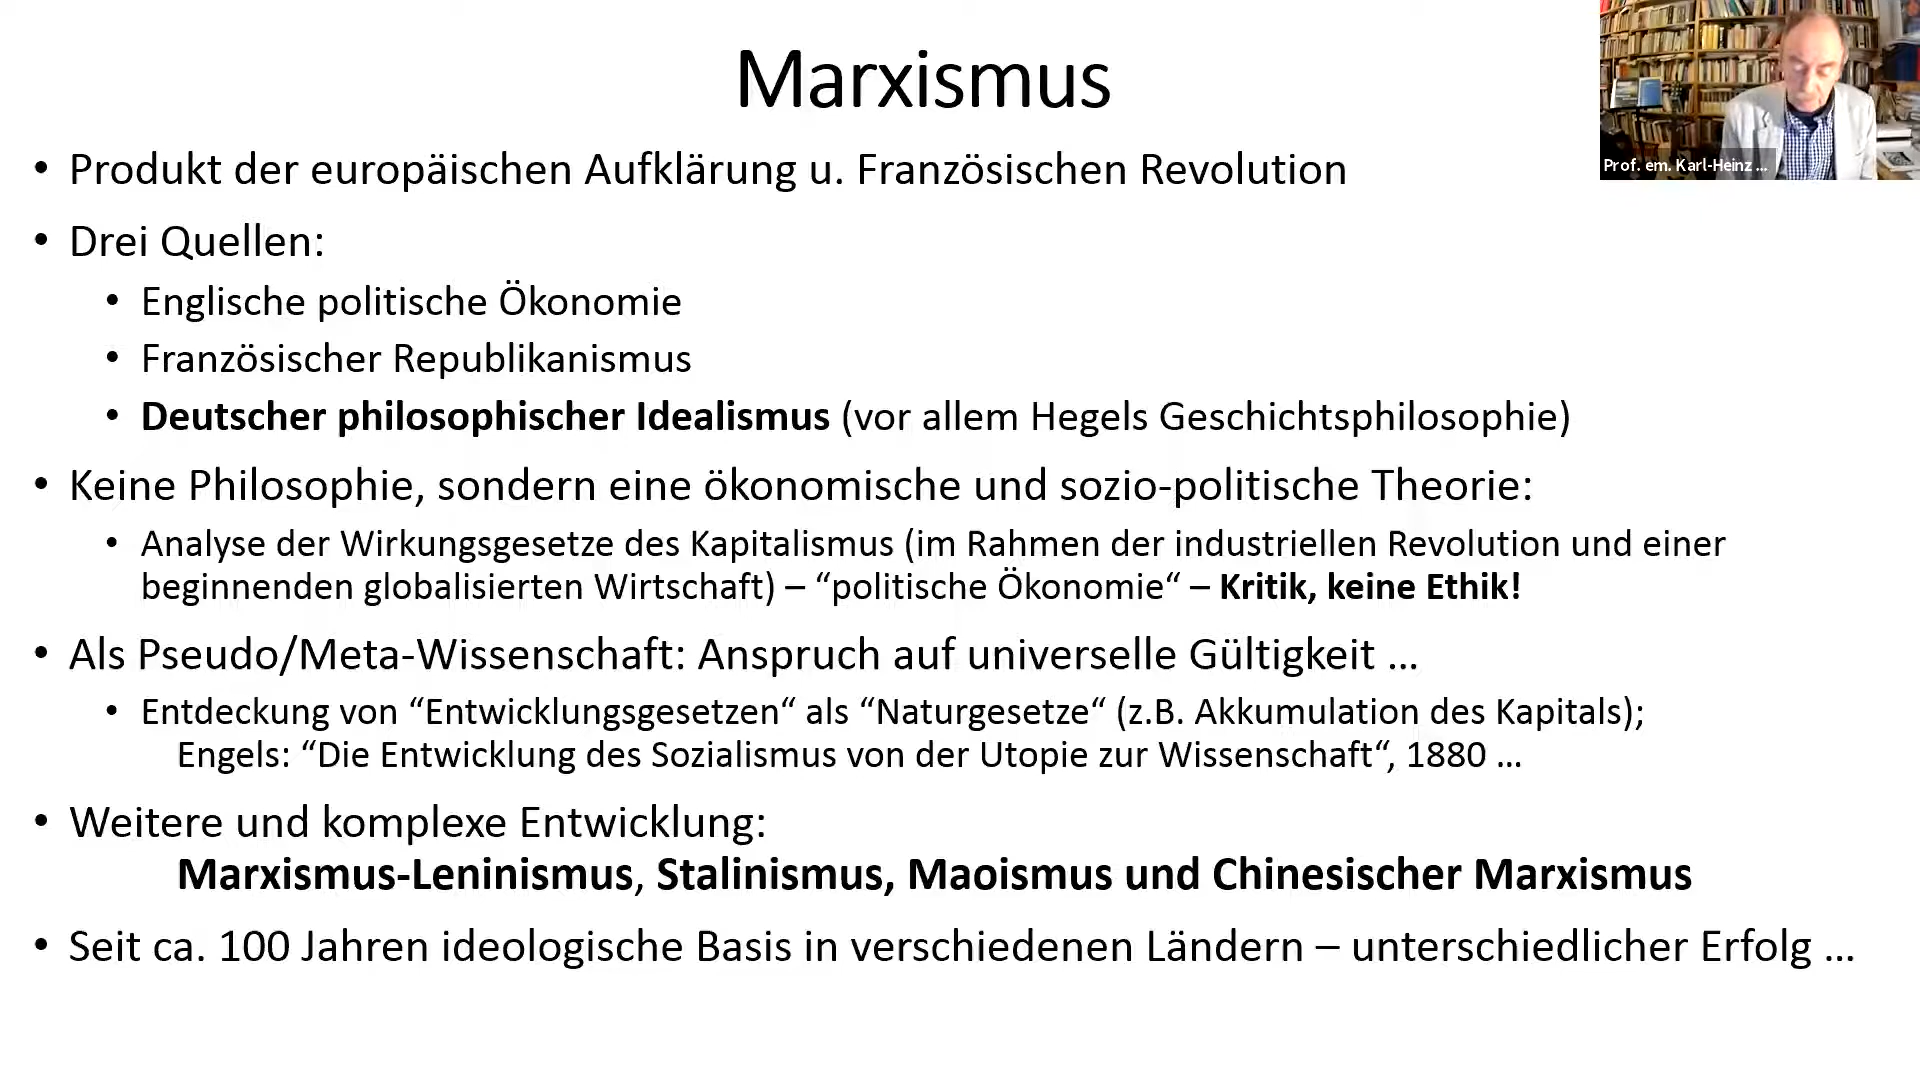 Marxismus
• Produkt der europäischen Aufklärung u. Französischen Revolution
• Drei Quellen:
• Englische politische Ökonomie
• Französischer Republikanismus
• Deutscher philosophischer Idealismus (vor allem Hegels Geschichtsphilosophie)
• Keine Philosophie, sondern eine ökonomische und sozio-politische Theorie:
• Analyse der Wirkungsgesetze des Kapitalismus (im Rahmen der industriellen Revolution und einer
beginnenden globalisierten Wirtschaft) – “politische Ökonomie“ – Kritik, keine Ethik!
• Als Pseudo/Meta-Wissenschaft: Anspruch auf universelle Gültigkeit …
• Entdeckung von “Entwicklungsgesetzen“ als “Naturgesetze“ (z.B. Akkumulation des Kapitals);
Engels: “Die Entwicklung des Sozialismus von der Utopie zur Wissenschaft“, 1880 …
• Weitere und komplexe Entwicklung:
Marxismus-Leninismus, Stalinismus, Maoismus und Chinesischer Marxismus
• Seit ca. 100 Jahren ideologische Basis in verschiedenen Ländern – unterschiedlicher Erfolg …
Prof. em. Karl-Heinz ...